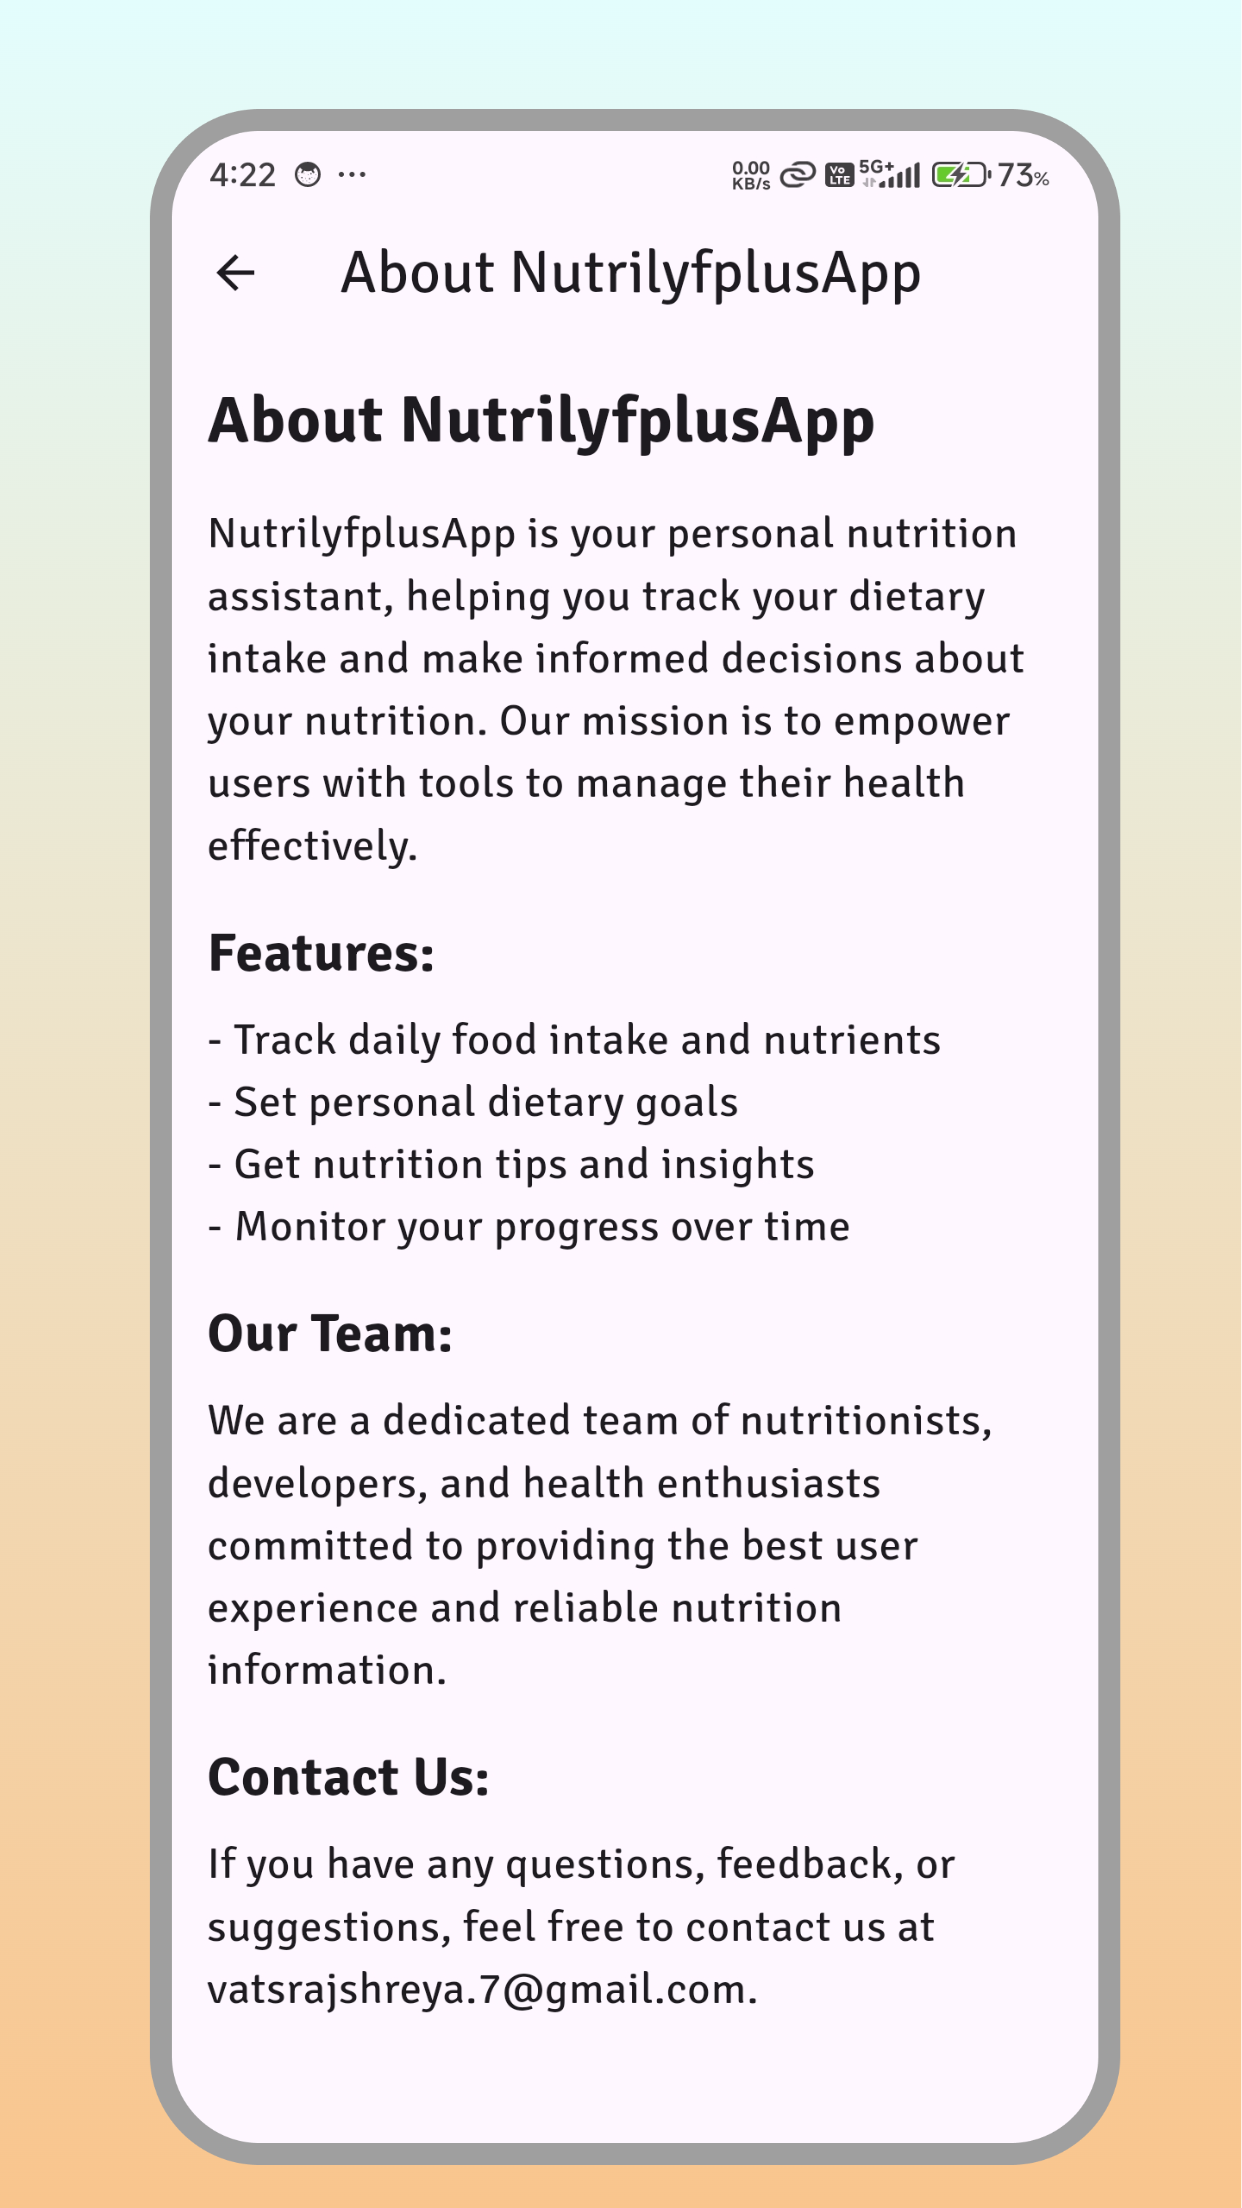 4:22 ... 0.00 KB/s Vo LTE 5G+ 73%
About NutrilyfplusApp
About NutrilyfplusApp
NutrilyfplusApp is your personal nutrition
assistant, helping you track your dietary
intake and make informed decisions about
your nutrition. Our mission is to empower
users with tools to manage their health
effectively.
Features:
- Track daily food intake and nutrients
- Set personal dietary goals
- Get nutrition tips and insights
- Monitor your progress over time
Our Team:
We are a dedicated team of nutritionists,
developers, and health enthusiasts
committed to providing the best user
experience and reliable nutrition
information.
Contact Us:
If you have any questions, feedback, or
suggestions, feel free to contact us at
vatsrajshreya.7@gmail.com.